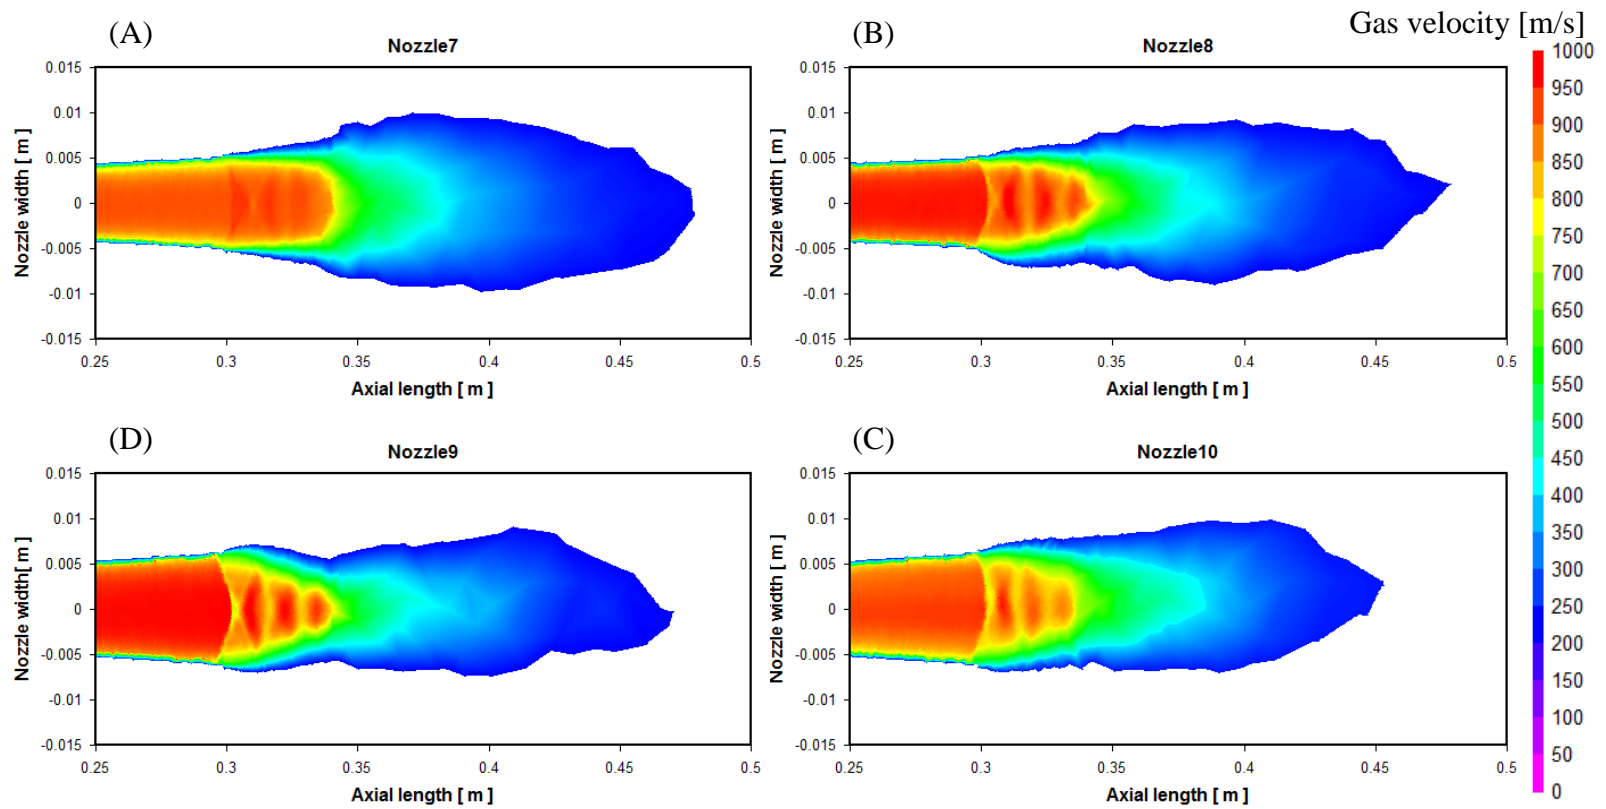 Gas velocity [m/s]
(A)
Nozzle7
0.015
0.01
0.005
0
-0.005
-0.01
-0.015
Nozzle width [ m ]
0.25 0.3 0.35 0.4 0.45 0.5
Axial length [ m ]
(B)
Nozzle8
0.015
0.01
0.005
0
-0.005
-0.01
-0.015
Nozzle width [ m ]
0.25 0.3 0.35 0.4 0.45 0.5
Axial length [ m ]
(D)
Nozzle9
0.015
0.01
0.005
0
-0.005
-0.01
-0.015
Nozzle width[ m ]
0.25 0.3 0.35 0.4 0.45 0.5
Axial length [ m ]
(C)
Nozzle10
0.015
0.01
0.005
0
-0.005
-0.01
-0.015
Nozzle width [ m ]
0.25 0.3 0.35 0.4 0.45 0.5
Axial length [ m ]
1000
950
900
850
800
750
700
650
600
550
500
450
400
350
300
250
200
150
100
50
0